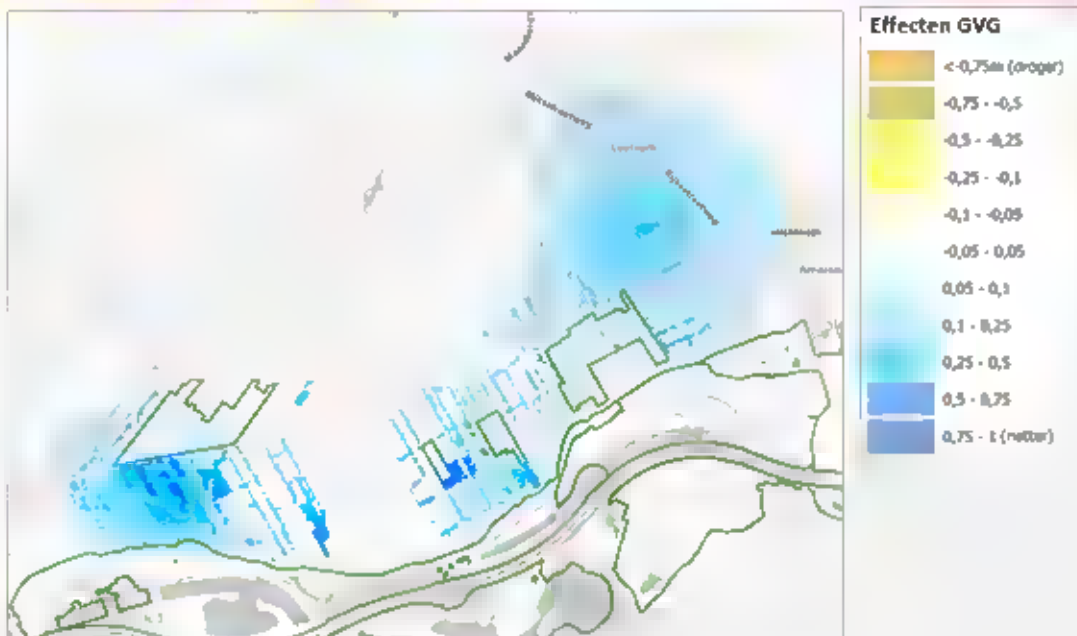 Effecten GVG
< -0,75m (droger)
-0,75 - -0,5
-0,5 - -0,25
-0,25 - -0,1
-0,1 - -0,05
-0,05 - 0,05
0,05 - 0,1
0,1 - 0,25
0,25 - 0,5
0,5 - 0,75
0,75 - 1 (natter)